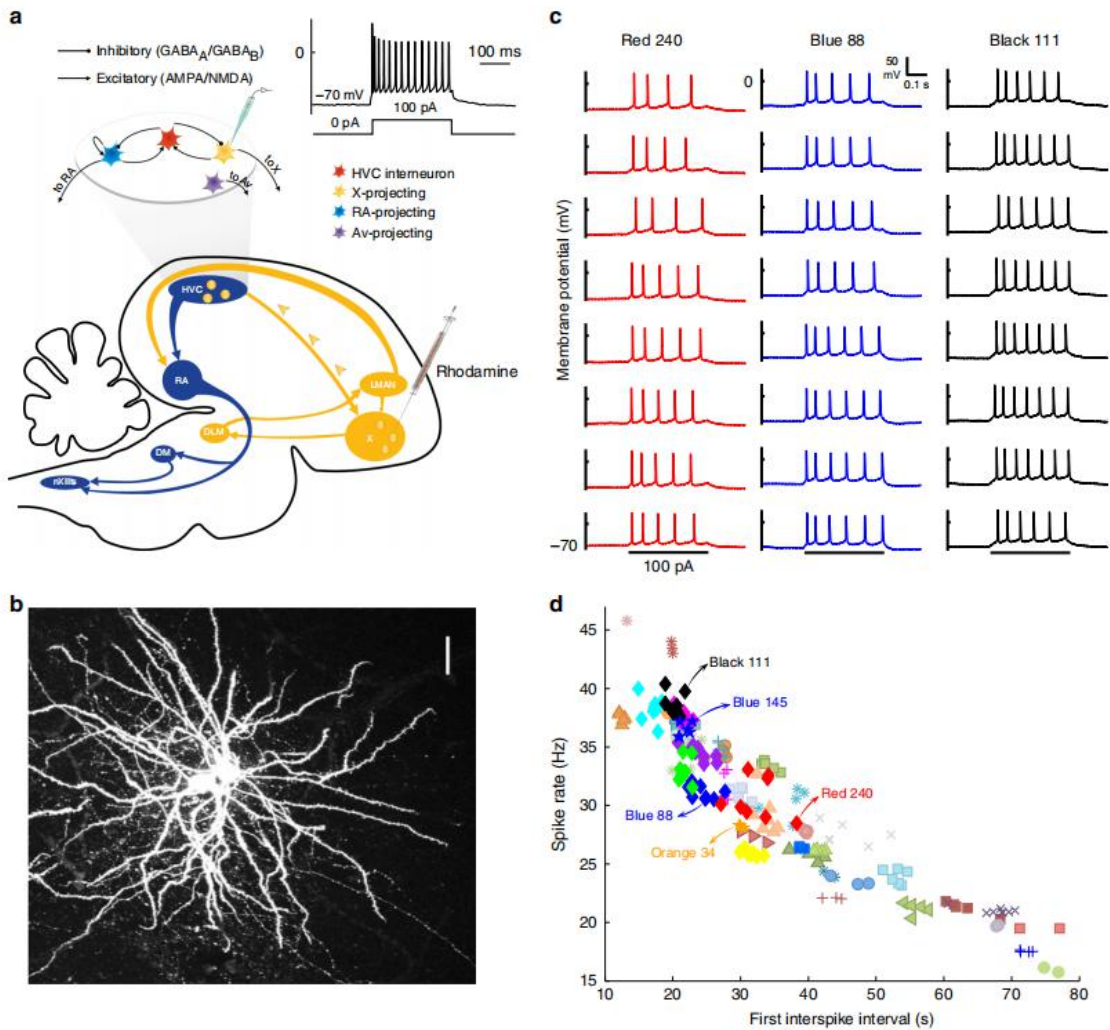 a
Inhibitory (GABAA/GABAB)
Excitatory (AMPA/NMDA)
0
100 ms
−70 mV
100 pA
0 pA
to RA
to X
to Av
HVC interneuron
X-projecting
RA-projecting
Av-projecting
HVC
RA
LMAN
Rhodamine
DLM
X
DM
nXIIts
b
c
Red 240
Blue 88
Black 111
0
50
mV
0.1 s
Membrane potential (mV)
−70
100 pA
d
45
40
35
30
25
20
15
Spike rate (Hz)
Black 111
Blue 145
Red 240
Blue 88
Orange 34
10
20
30
40
50
60
70
80
First interspike interval (s)